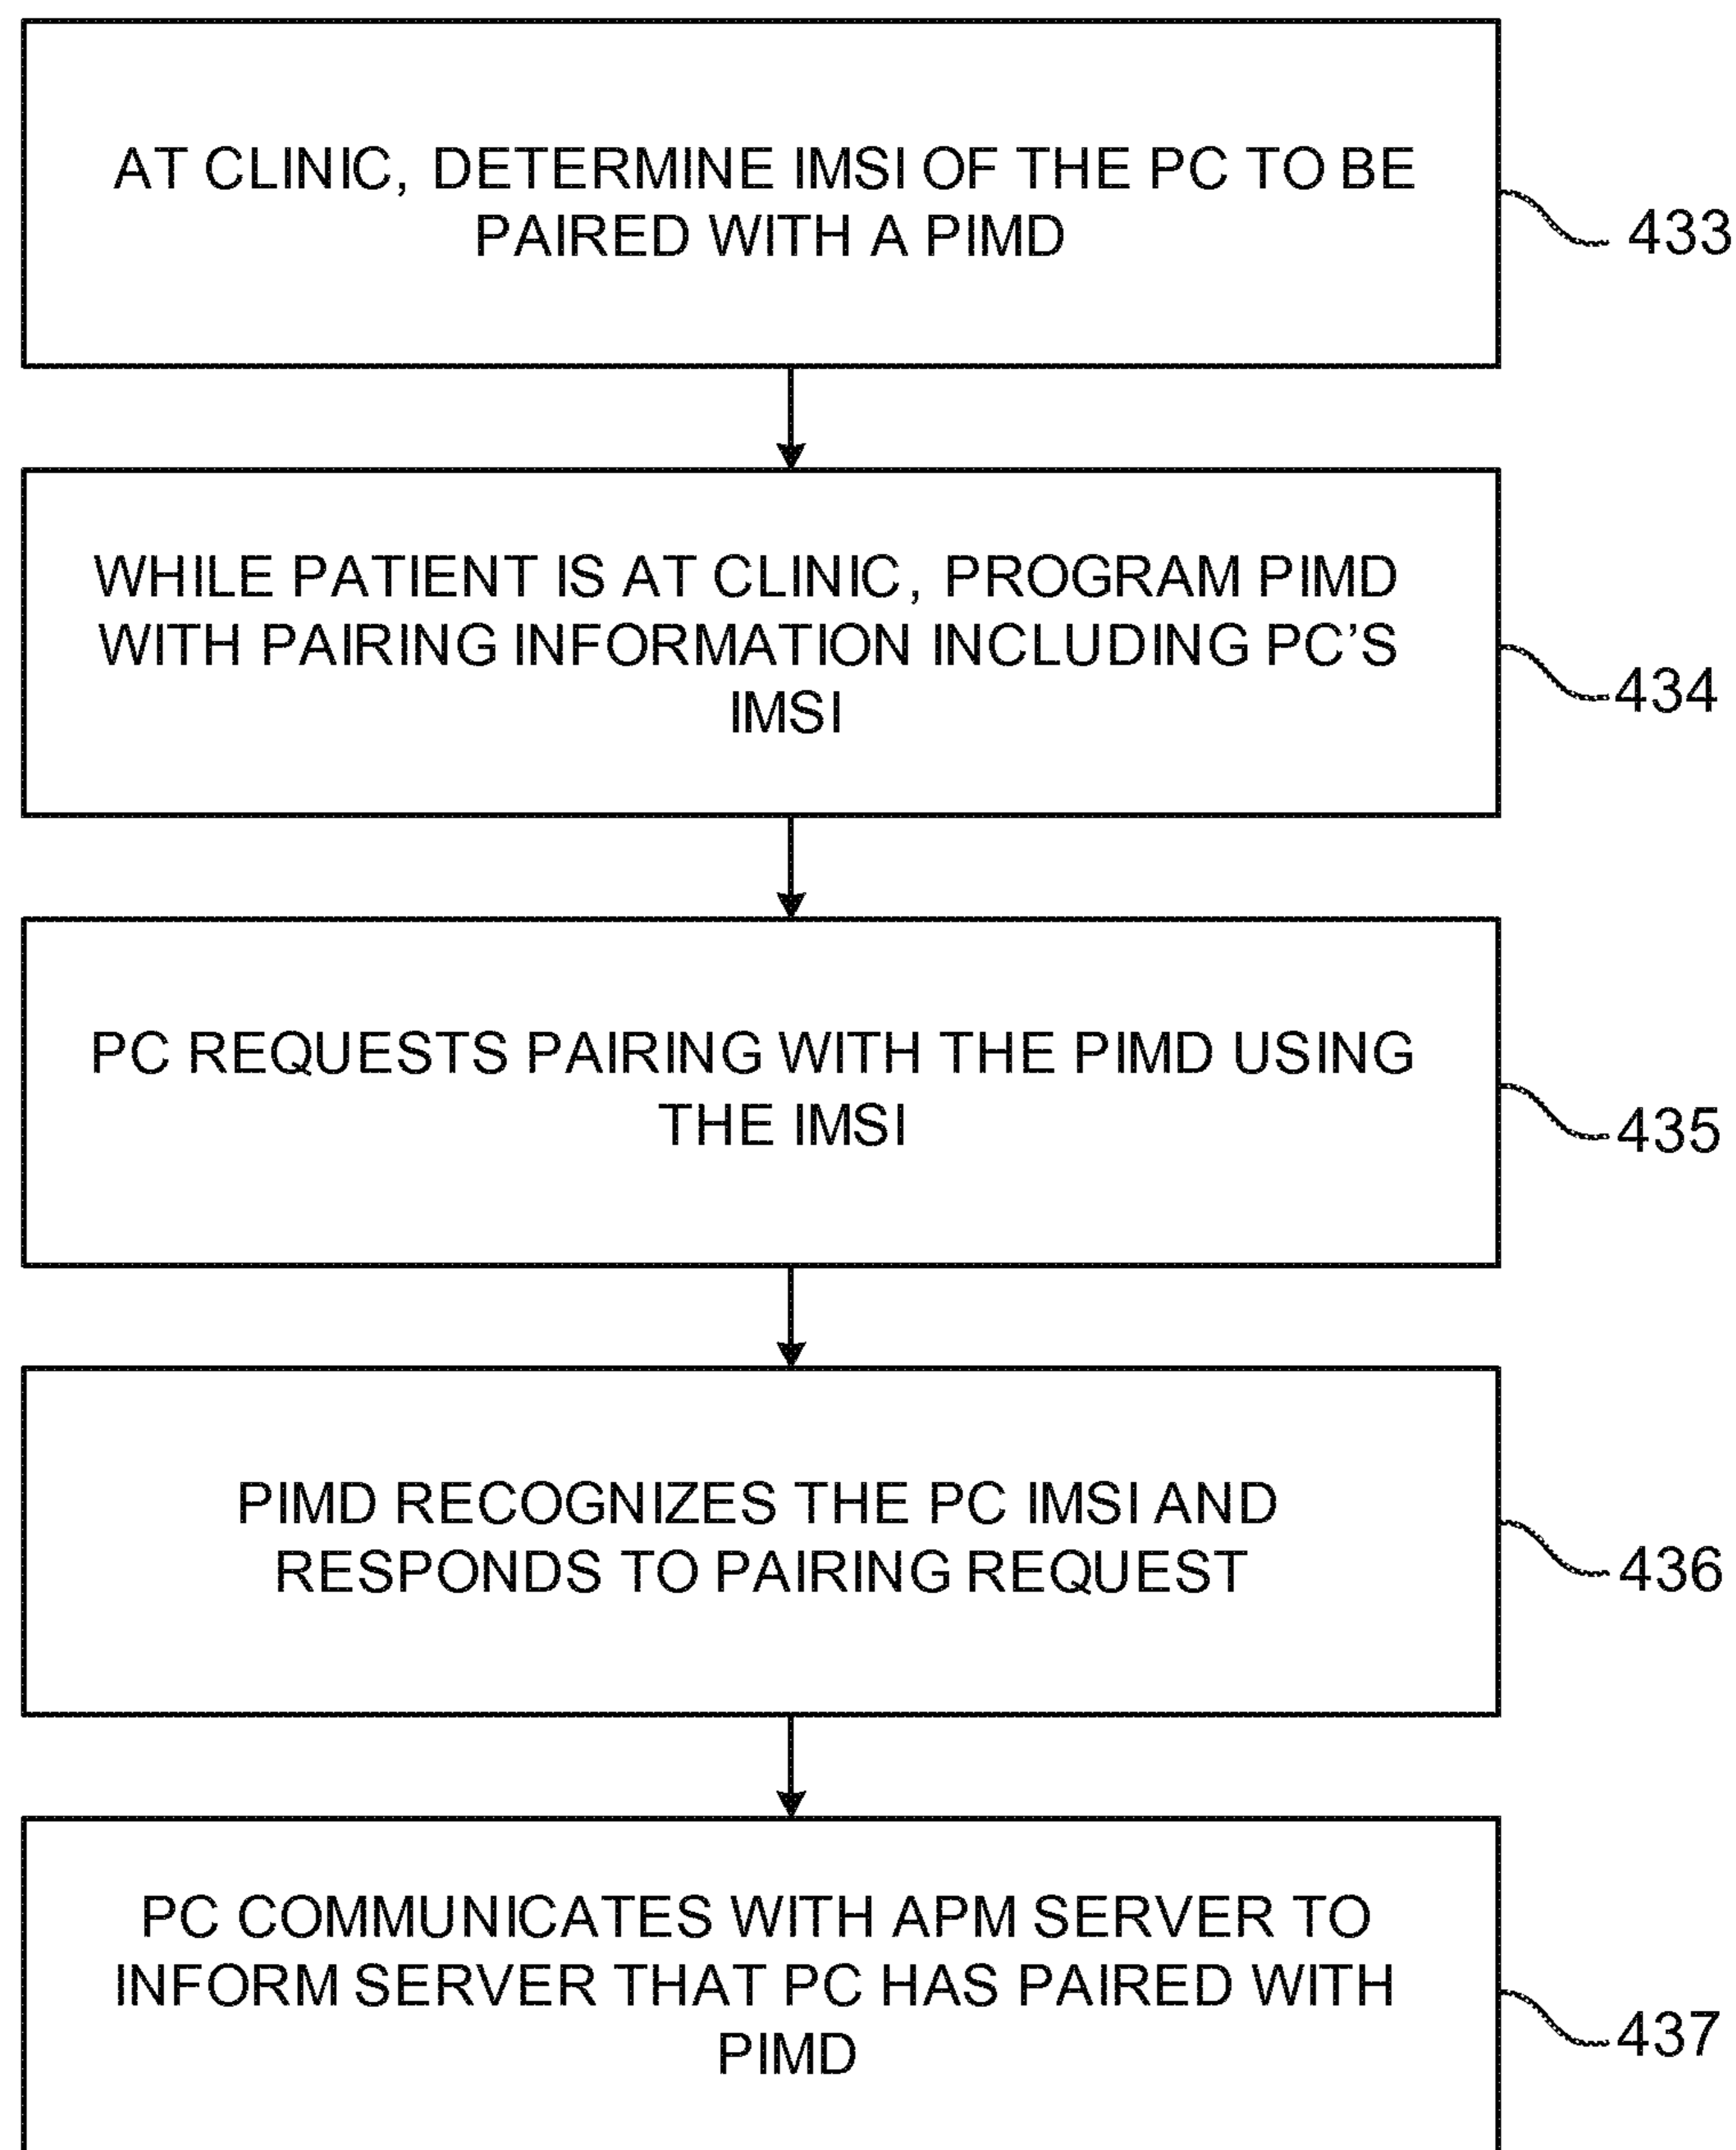 AT CLINIC, DETERMINE IMSI OF THE PC TO BE
PAIRED WITH A PIMD
433
WHILE PATIENT IS AT CLINIC, PROGRAM PIMD
WITH PAIRING INFORMATION INCLUDING PC'S
IMSI
434
PC REQUESTS PAIRING WITH THE PIMD USING
THE IMSI
435
PIMD RECOGNIZES THE PC IMSI AND
RESPONDS TO PAIRING REQUEST
436
PC COMMUNICATES WITH APM SERVER TO
INFORM SERVER THAT PC HAS PAIRED WITH
PIMD
437